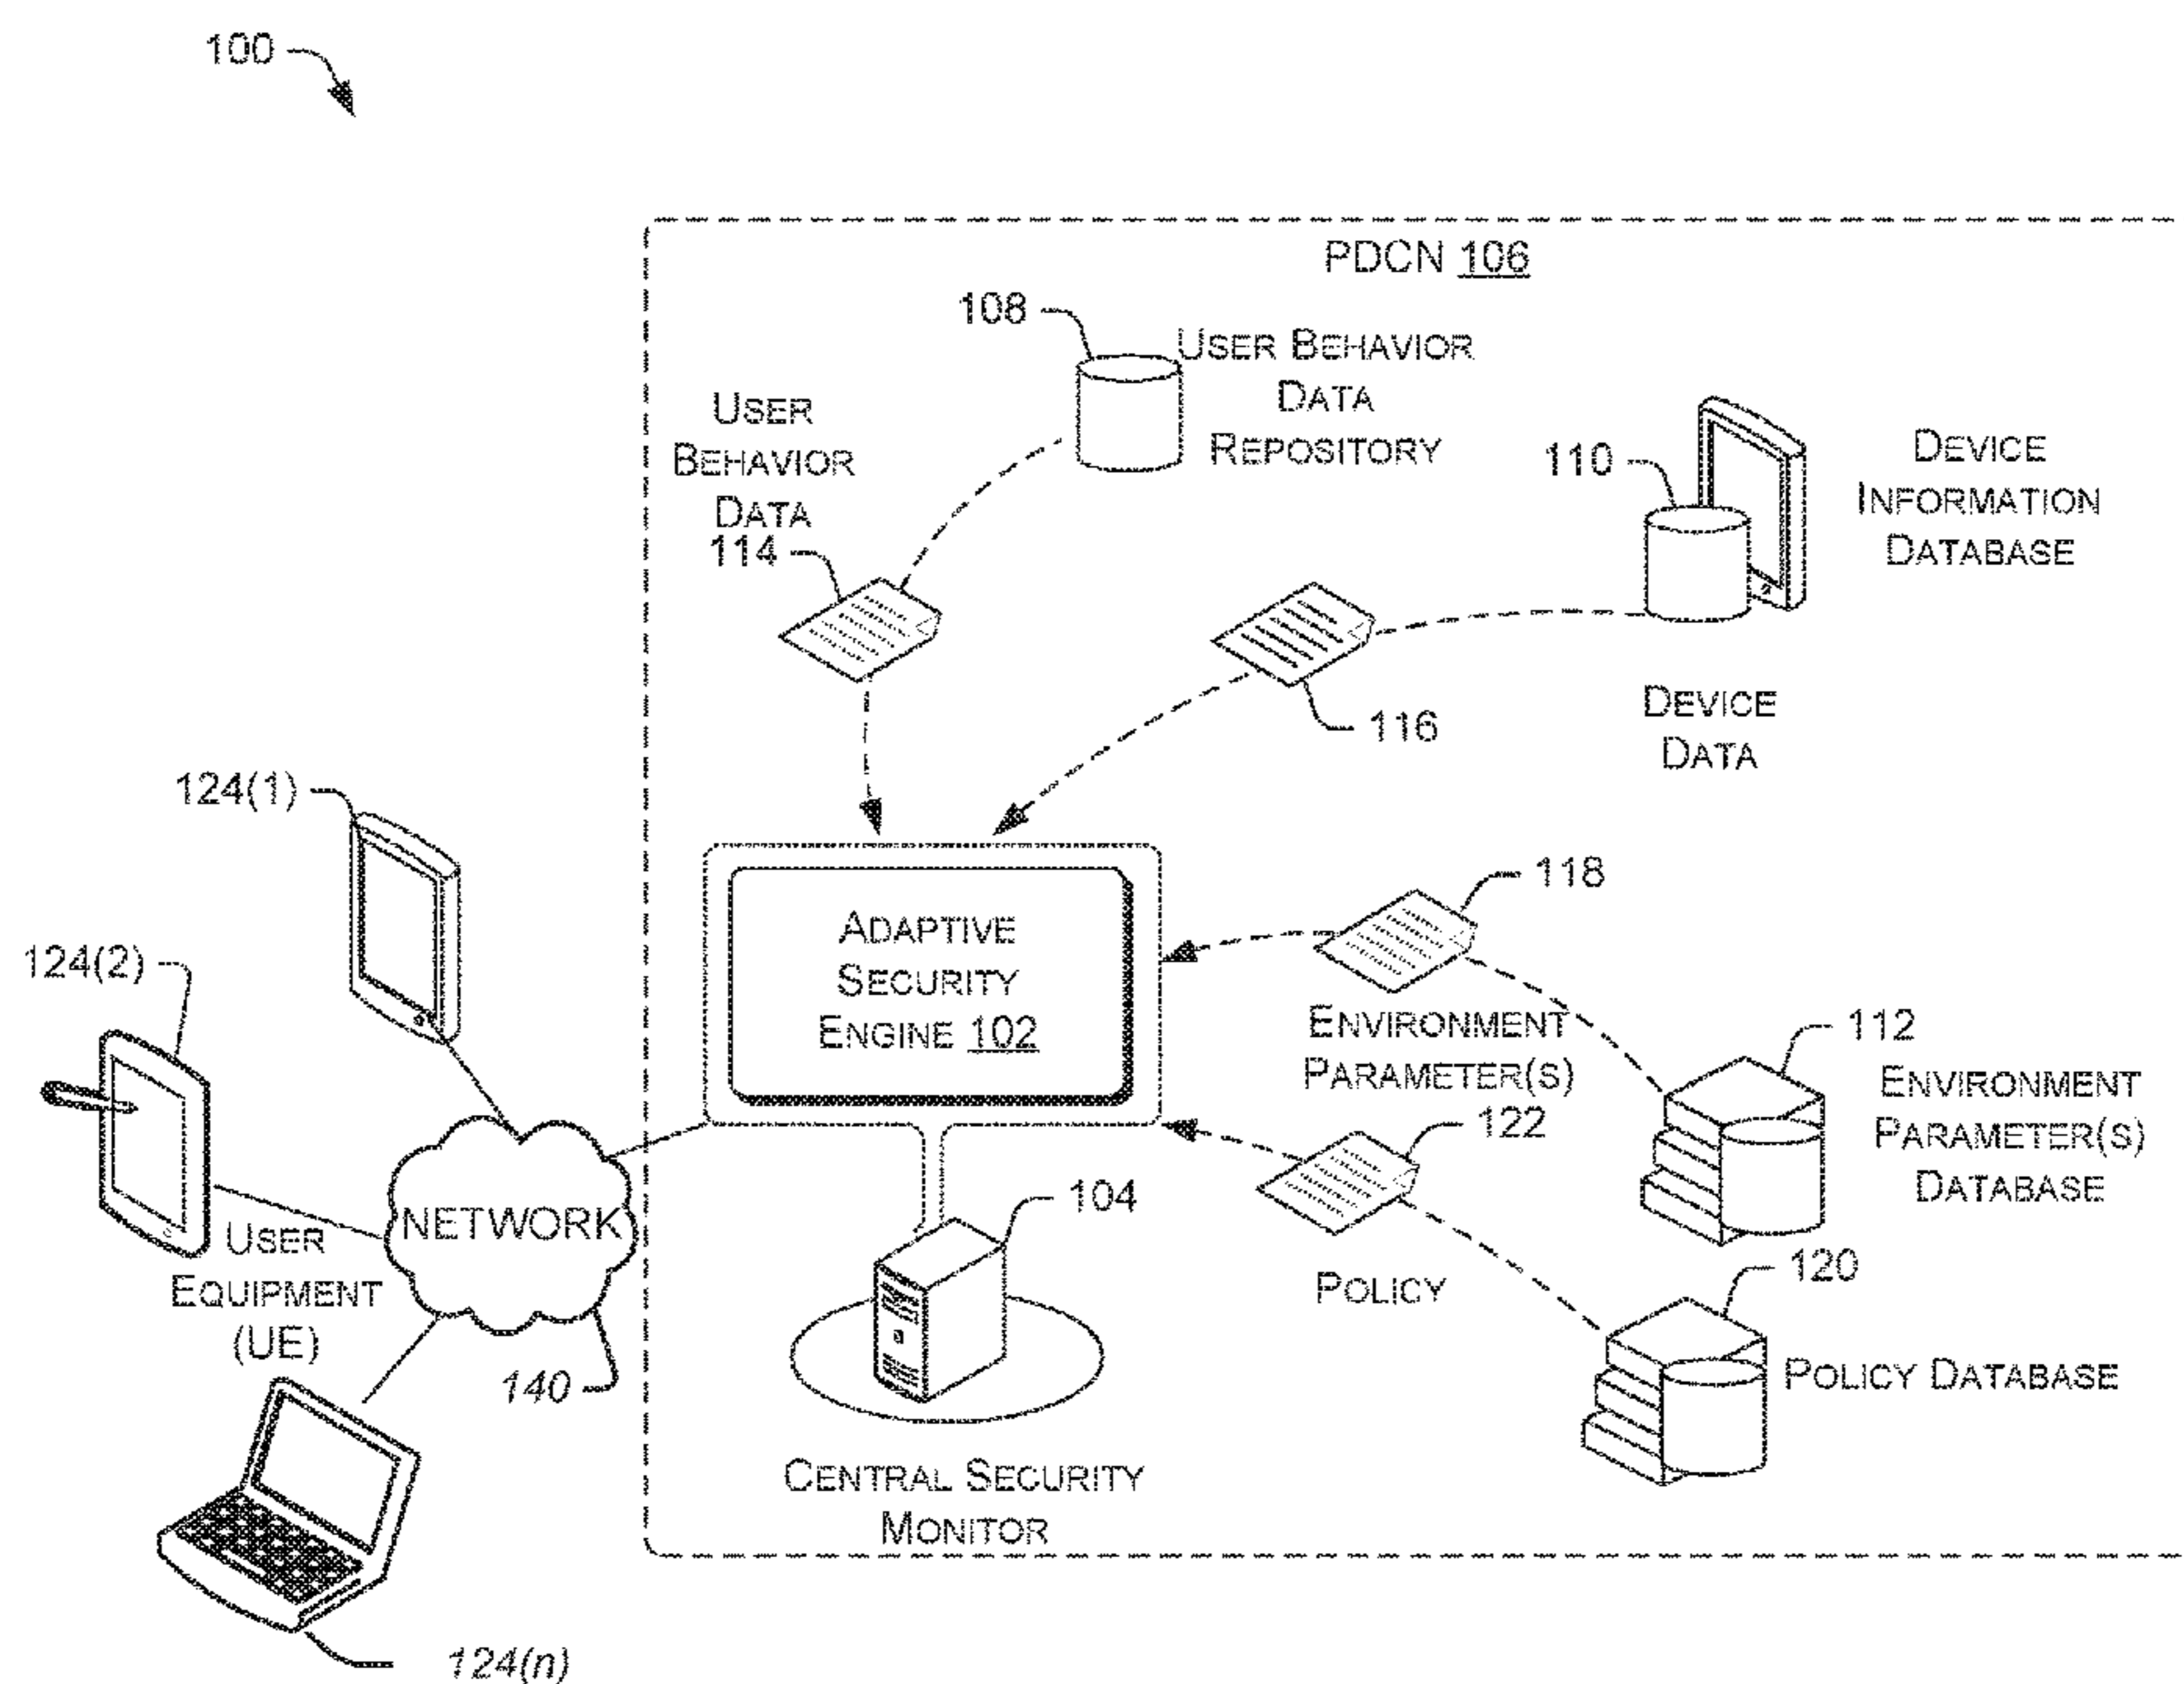 100
PDCN 106
108
USER BEHAVIOR
DATA
REPOSITORY
USER
BEHAVIOR
DATA
114
110
DEVICE
INFORMATION
DATABASE
116
DEVICE
DATA
124(1)
118
124(2)
ADAPTIVE
SECURITY
ENGINE 102
ENVIRONMENT
PARAMETER(S)
112
ENVIRONMENT
PARAMETER(S)
DATABASE
122
104
NETWORK
USER
EQUIPMENT
(UE)
POLICY
120
140
POLICY DATABASE
CENTRAL SECURITY
MONITOR
124(n)